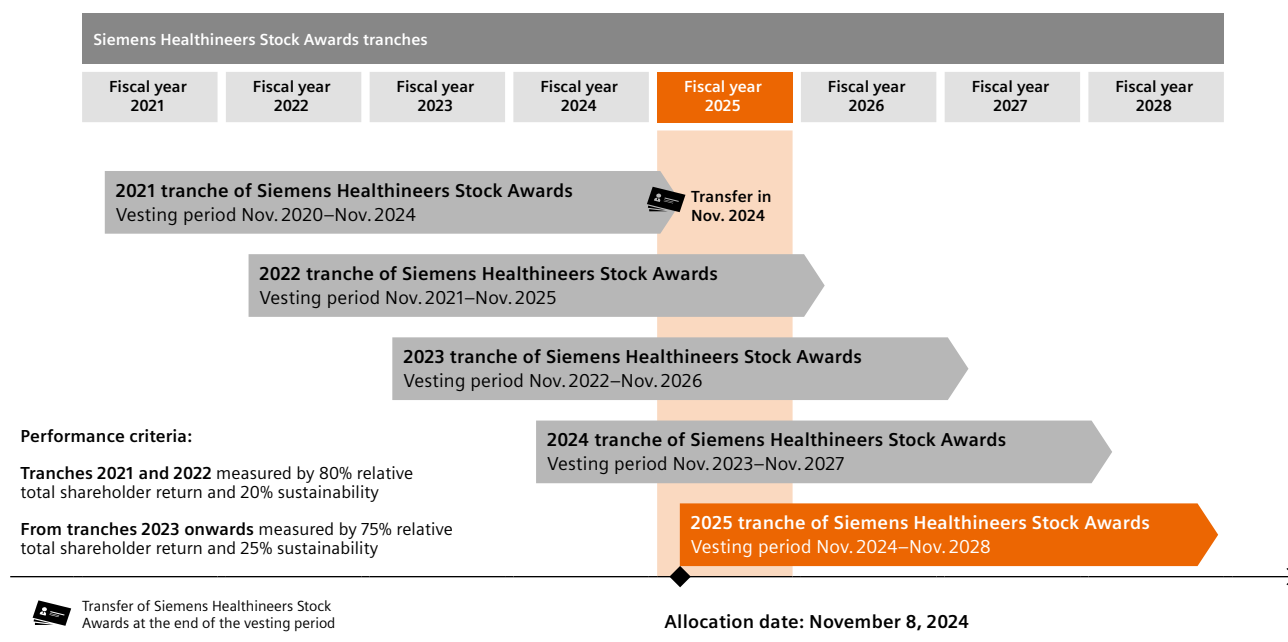 Siemens Healthineers Stock Awards tranches
Fiscal year
2021
Fiscal year
2022
Fiscal year
2023
Fiscal year
2024
Fiscal year
2025
Fiscal year
2026
Fiscal year
2027
Fiscal year
2028
2021 tranche of Siemens Healthineers Stock Awards
Vesting period Nov. 2020–Nov. 2024
Transfer in
Nov. 2024
2022 tranche of Siemens Healthineers Stock Awards
Vesting period Nov. 2021–Nov. 2025
2023 tranche of Siemens Healthineers Stock Awards
Vesting period Nov. 2022–Nov. 2026
2024 tranche of Siemens Healthineers Stock Awards
Vesting period Nov. 2023–Nov. 2027
Performance criteria:
Tranches 2021 and 2022 measured by 80% relative
total shareholder return and 20% sustainability
From tranches 2023 onwards measured by 75% relative
total shareholder return and 25% sustainability
2025 tranche of Siemens Healthineers Stock Awards
Vesting period Nov. 2024–Nov. 2028
Transfer of Siemens Healthineers Stock
Awards at the end of the vesting period
Allocation date: November 8, 2024